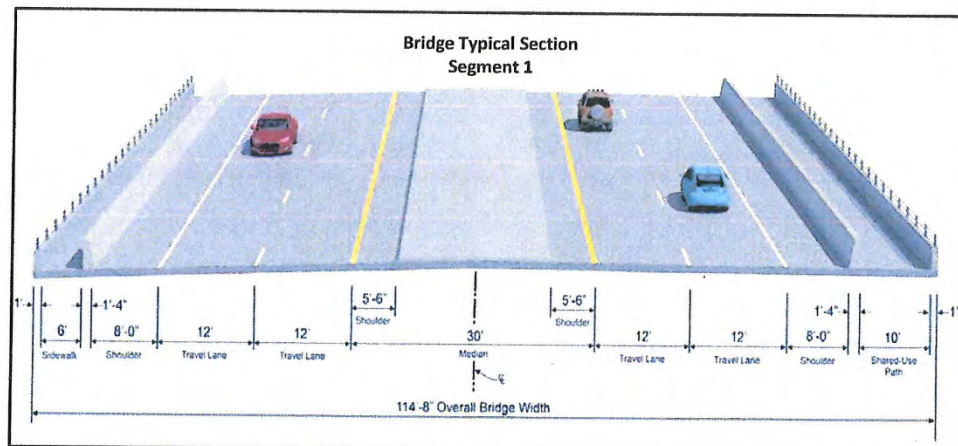 Bridge Typical Section
Segment 1
5'-6"
Shoulder
5'-6"
Shoulder
1'
1'-4"
1'-4"
1'
6'
8'-0"
12'
12'
30'
12'
12'
8'-0"
10'
Sidewalk
Shoulder
Travel Lane
Travel Lane
Median
Travel Lane
Travel Lane
Shoulder
Shared-Use
Path
℄
114'-8" Overall Bridge Width